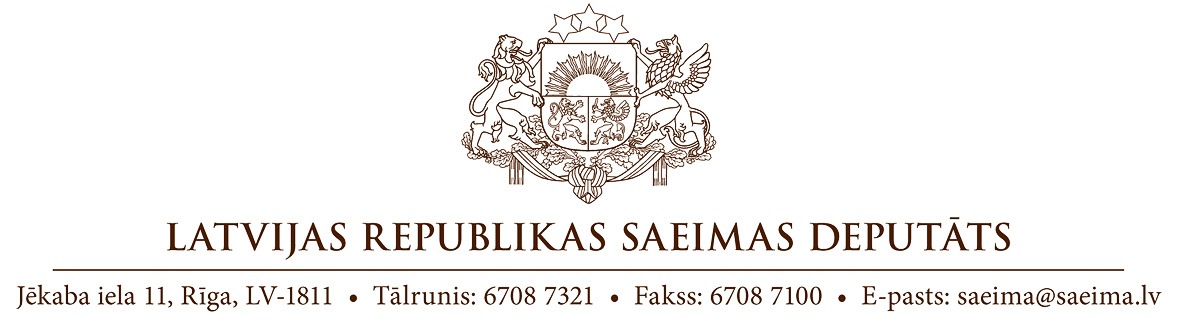 LATVIJAS REPUBLIKAS SAEIMAS DEPUTĀTS
Jēkaba iela 11, Rīga, LV-1811 • Tālrunis: 6708 7321 • Fakss: 6708 7100 • E-pasts: saeima@saeima.lv